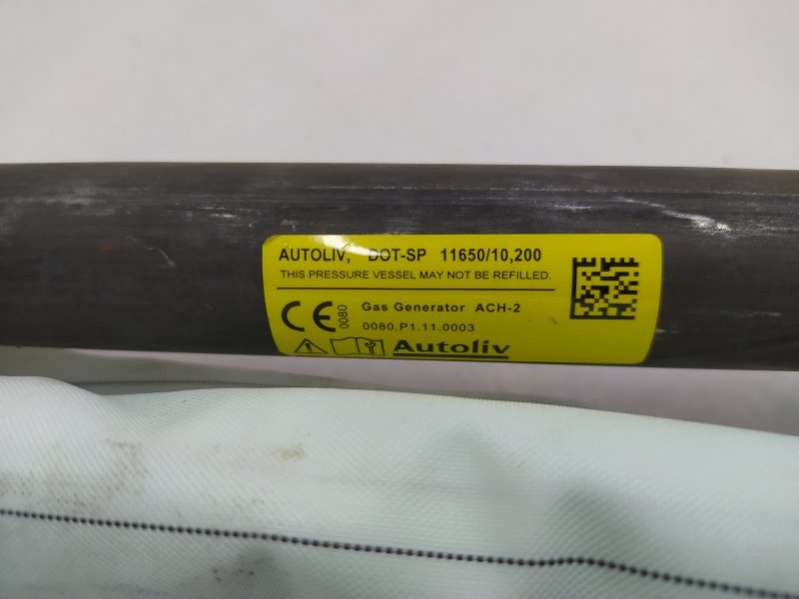 AUTOLIV, DOT-SP 11650/10,200
THIS PRESSURE VESSEL MAY NOT BE REFILLED.
CE 0080 Gas Generator ACH-2
0080.P1.11.0003
Autoliv